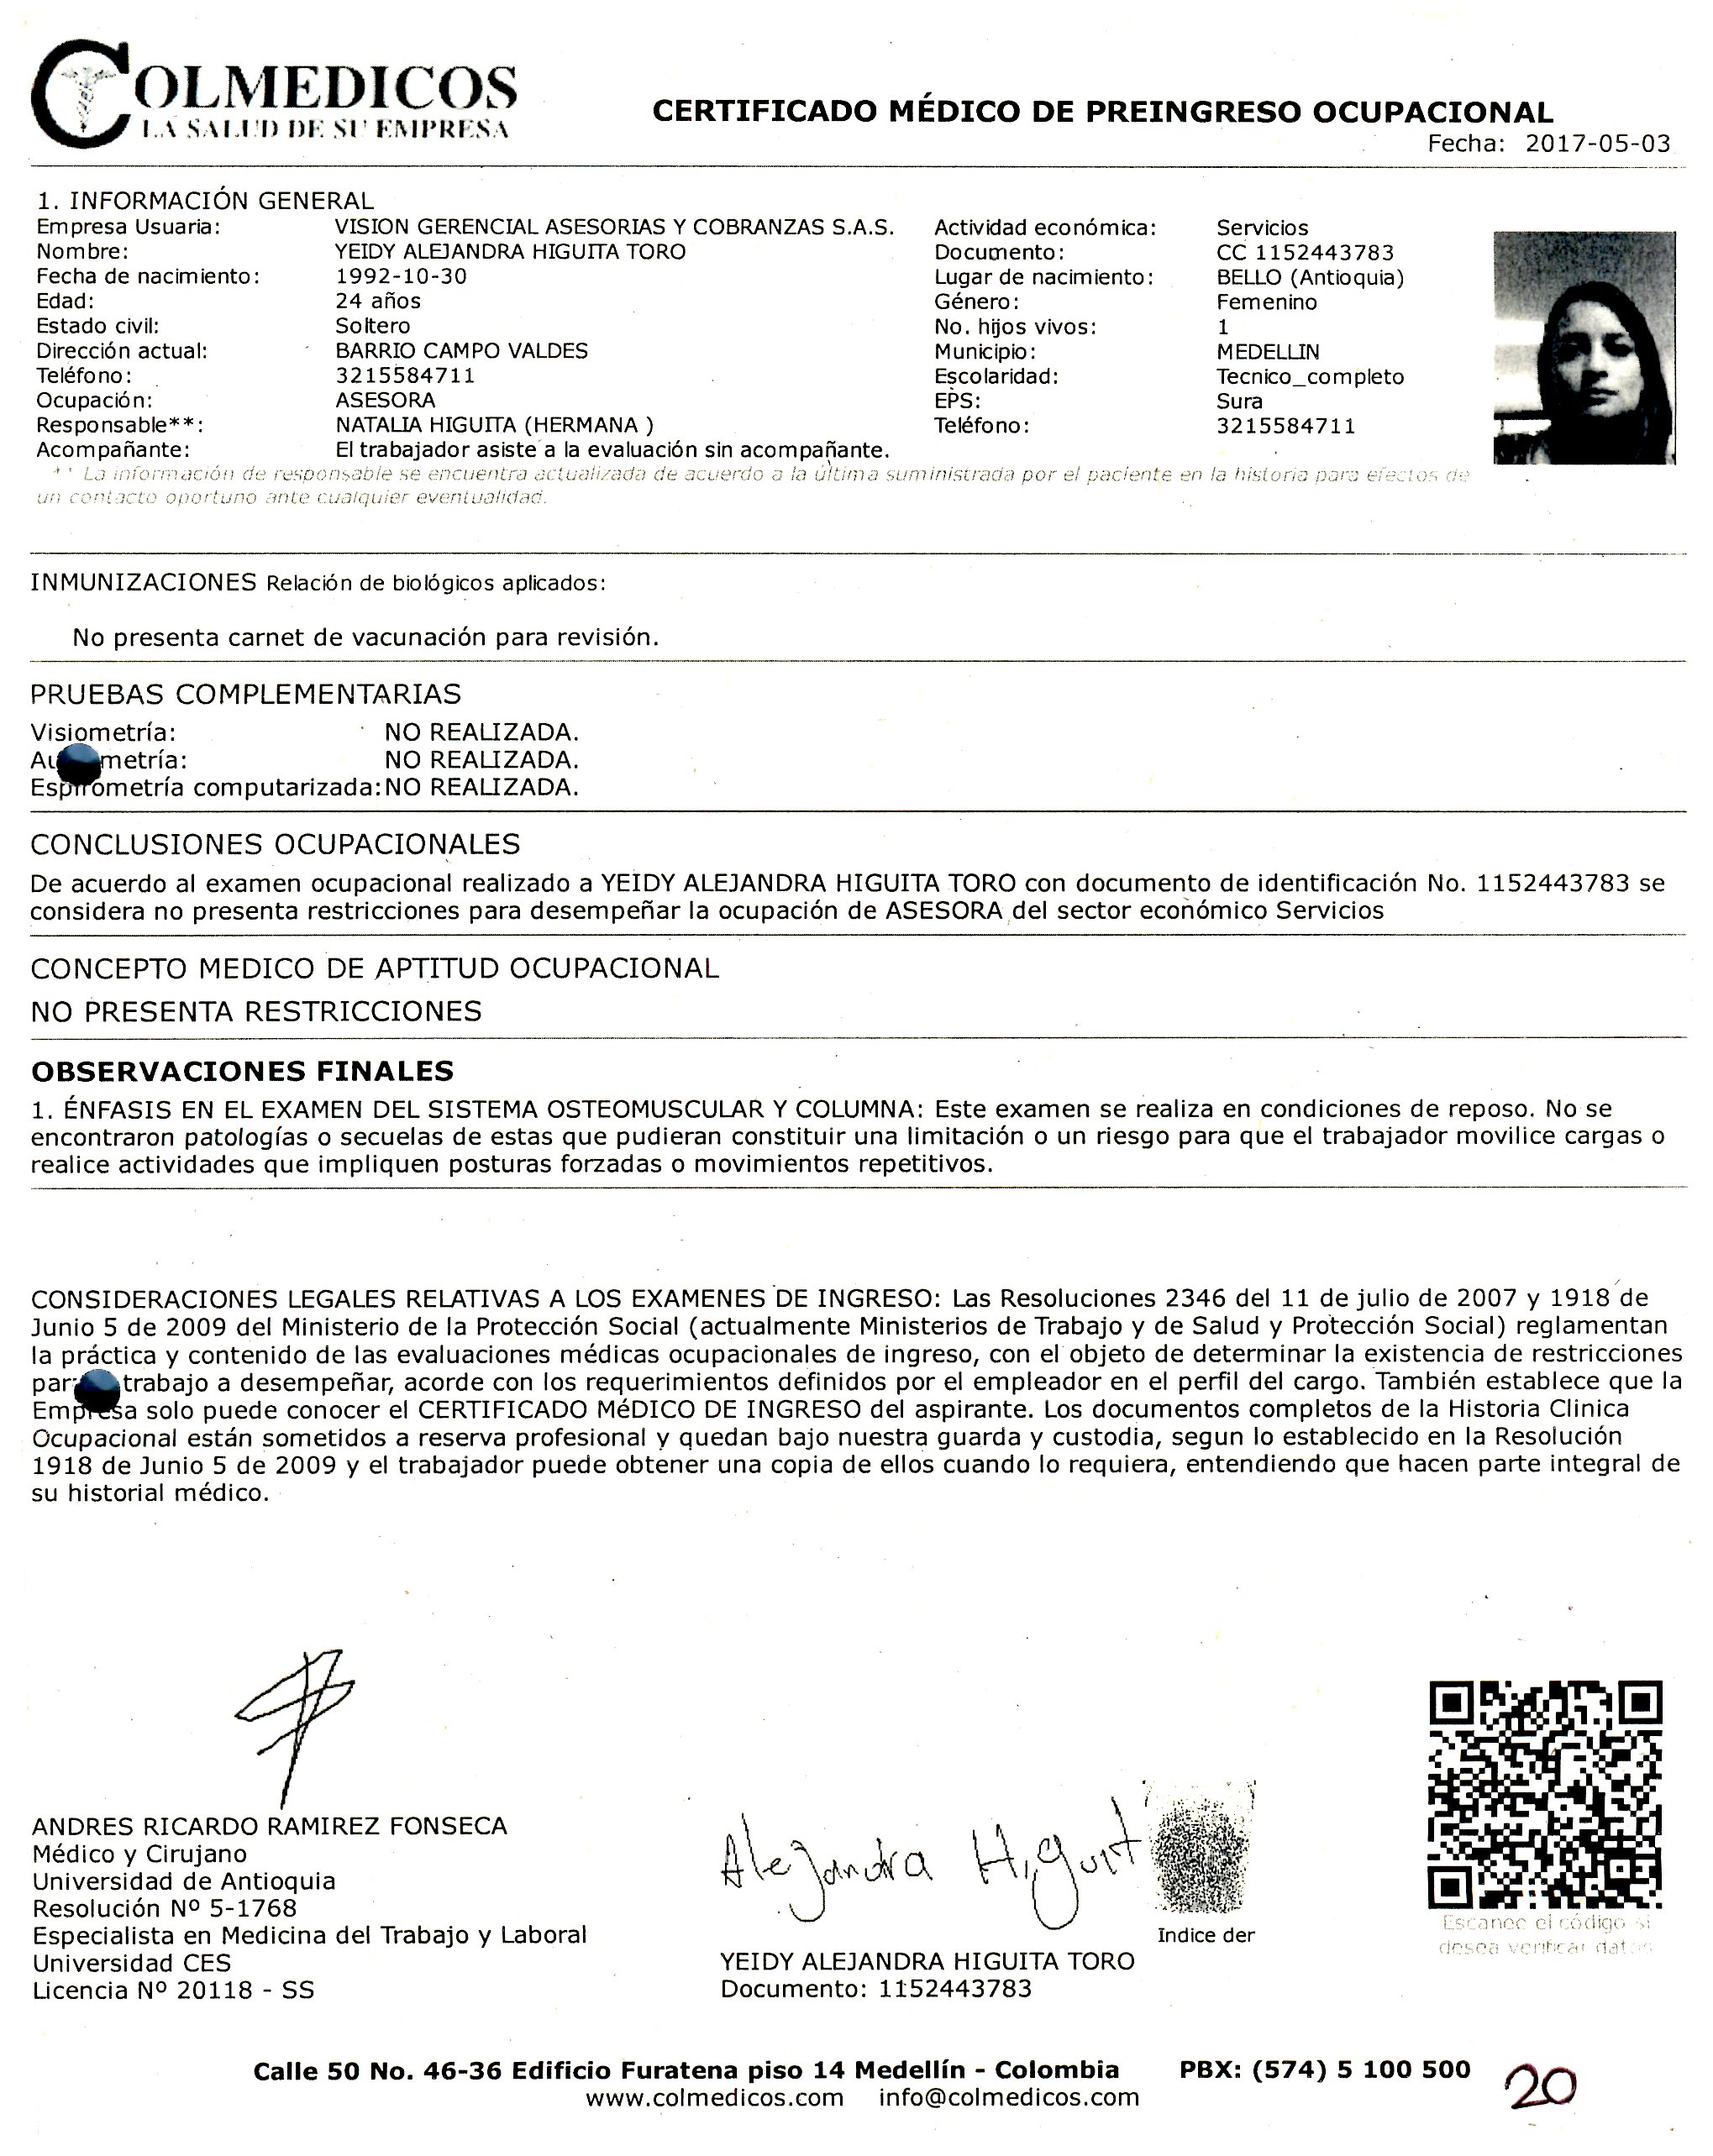 COLMEDICOS
LA SALUD DE SU EMPRESA
CERTIFICADO MÉDICO DE PREINGRESO OCUPACIONAL
Fecha: 2017-05-03
1. INFORMACIÓN GENERAL
Empresa Usuaria: VISION GERENCIAL ASESORIAS Y COBRANZAS S.A.S. Actividad económica: Servicios
Nombre: YEIDY ALEJANDRA HIGUITA TORO Documento: CC 1152443783
Fecha de nacimiento: 1992-10-30 Lugar de nacimiento: BELLO (Antioquia)
Edad: 24 años Género: Femenino
Estado civil: Soltero No. hijos vivos: 1
Dirección actual: BARRIO CAMPO VALDES Municipio: MEDELLIN
Teléfono: 3215584711 Escolaridad: Tecnico_completo
Ocupación: ASESORA EPS: Sura
Responsable**: NATALIA HIGUITA (HERMANA ) Teléfono: 3215584711
Acompañante: El trabajador asiste a la evaluación sin acompañante.
** La información de responsable se encuentra actualizada de acuerdo a la última suministrada por el paciente en la historia para efectos de
un contacto oportuno ante cualquier eventualidad.
INMUNIZACIONES Relación de biológicos aplicados:
No presenta carnet de vacunación para revisión.
PRUEBAS COMPLEMENTARIAS
Visiometría: NO REALIZADA.
Au metría: NO REALIZADA.
Espirometría computarizada: NO REALIZADA.
CONCLUSIONES OCUPACIONALES
De acuerdo al examen ocupacional realizado a YEIDY ALEJANDRA HIGUITA TORO con documento de identificación No. 1152443783 se
considera no presenta restricciones para desempeñar la ocupación de ASESORA del sector económico Servicios
CONCEPTO MEDICO DE APTITUD OCUPACIONAL
NO PRESENTA RESTRICCIONES
OBSERVACIONES FINALES
1. ÉNFASIS EN EL EXAMEN DEL SISTEMA OSTEOMUSCULAR Y COLUMNA: Este examen se realiza en condiciones de reposo. No se
encontraron patologías o secuelas de estas que pudieran constituir una limitación o un riesgo para que el trabajador movilice cargas o
realice actividades que impliquen posturas forzadas o movimientos repetitivos.
CONSIDERACIONES LEGALES RELATIVAS A LOS EXAMENES DE INGRESO: Las Resoluciones 2346 del 11 de julio de 2007 y 1918 de
Junio 5 de 2009 del Ministerio de la Protección Social (actualmente Ministerios de Trabajo y de Salud y Protección Social) reglamentan
la práctica y contenido de las evaluaciones médicas ocupacionales de ingreso, con el objeto de determinar la existencia de restricciones
par trabajo a desempeñar, acorde con los requerimientos definidos por el empleador en el perfil del cargo. También establece que la
Empresa solo puede conocer el CERTIFICADO MéDICO DE INGRESO del aspirante. Los documentos completos de la Historia Clinica
Ocupacional están sometidos a reserva profesional y quedan bajo nuestra guarda y custodia, segun lo establecido en la Resolución
1918 de Junio 5 de 2009 y el trabajador puede obtener una copia de ellos cuando lo requiera, entendiendo que hacen parte integral de
su historial médico.
ANDRES RICARDO RAMIREZ FONSECA
Médico y Cirujano
Universidad de Antioquia
Resolución Nº 5-1768
Especialista en Medicina del Trabajo y Laboral
Universidad CES
Licencia Nº 20118 - SS
Alejandra Higuit
Indice der
YEIDY ALEJANDRA HIGUITA TORO
Documento: 1152443783
Escanee el código si
desea verificar datos
Calle 50 No. 46-36 Edificio Furatena piso 14 Medellín - Colombia PBX: (574) 5 100 500
www.colmedicos.com info@colmedicos.com
20